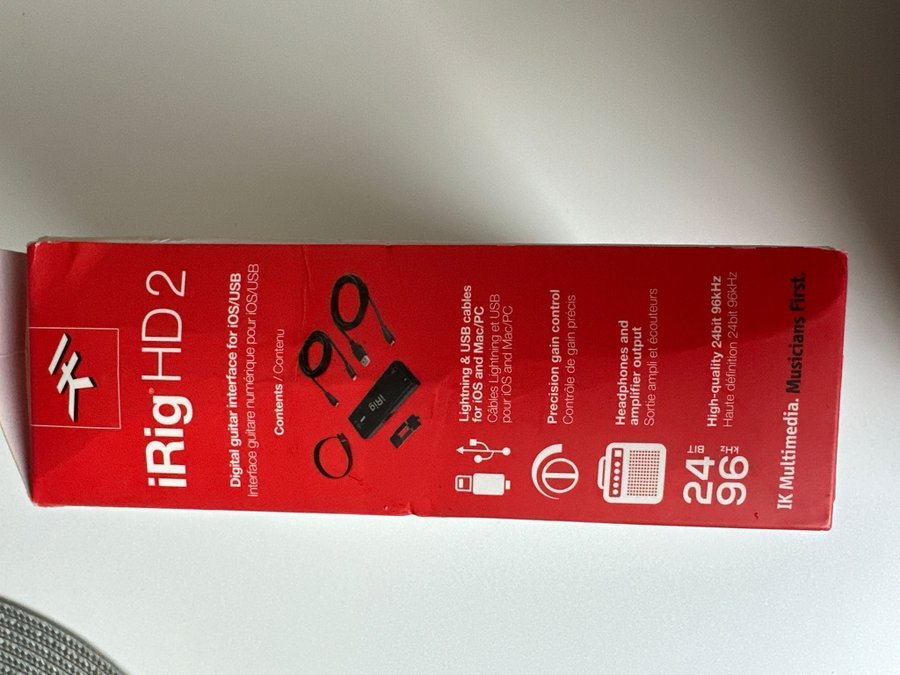 iRig® HD 2
Digital guitar interface for iOS/USB
Interface guitare numérique pour iOS/USB
Contents / Contenu
iRig
Lightning & USB cables
for iOS and Mac/PC
Câbles Lightning et USB
pour iOS and Mac/PC
Precision gain control
Contrôle de gain précis
Headphones and
amplifier output
Sortie ampli et écouteurs
24 BIT
96 kHz
High-quality 24bit 96kHz
Haute définition 24bit 96kHz
IK Multimedia. Musicians First.